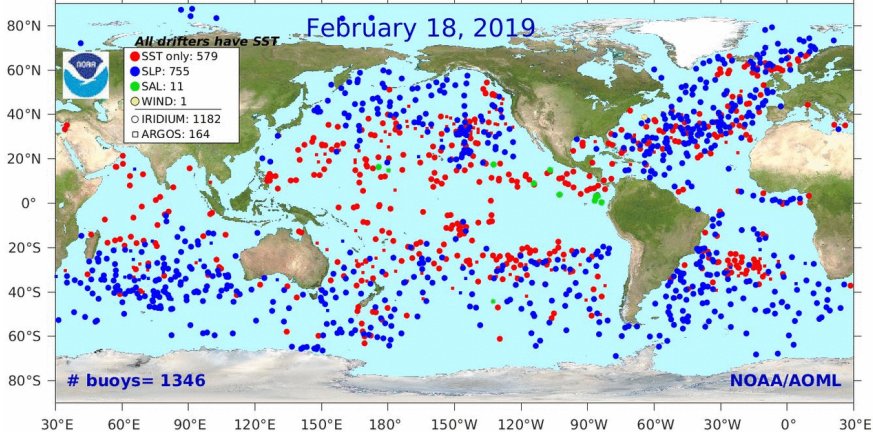 February 18, 2019
All drifters have SST
SST only: 579
SLP: 755
SAL: 11
WIND: 1
IRIDIUM: 1182
ARGOS: 164
NOAA
80°N
60°N
40°N
20°N
0°
20°S
40°S
60°S
80°S
# buoys= 1346
NOAA/AOML
30°E 60°E 90°E 120°E 150°E 180°E 150°W 120°W 90°W 60°W 30°W 0° 30°E